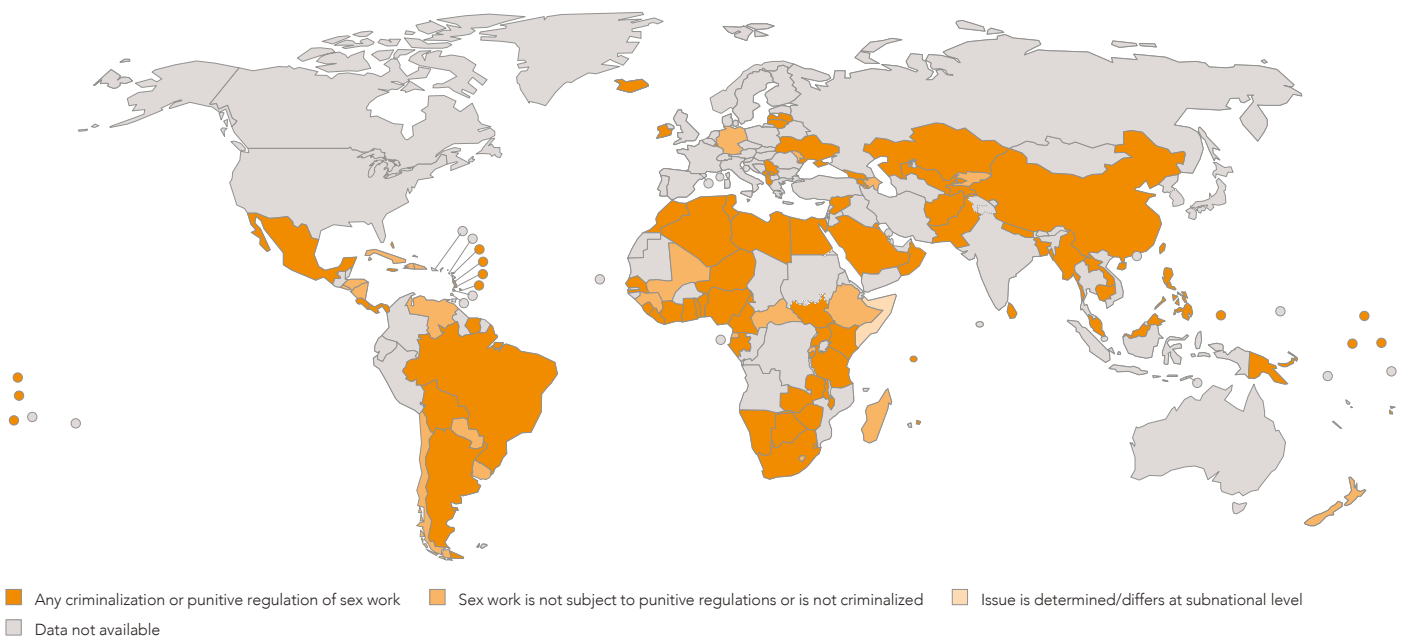 Any criminalization or punitive regulation of sex work
Sex work is not subject to punitive regulations or is not criminalized
Issue is determined/differs at subnational level
Data not available